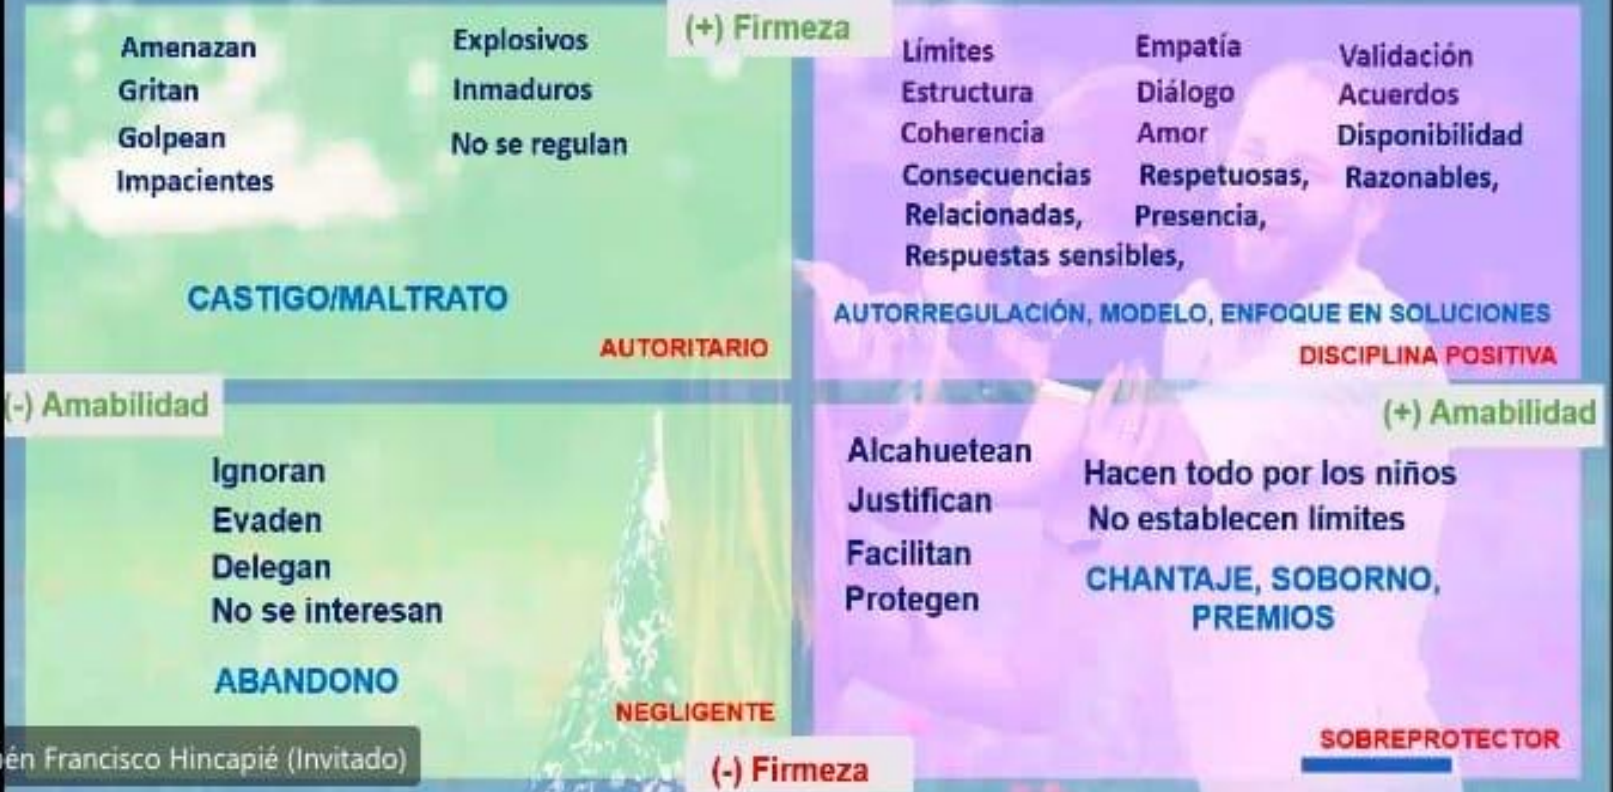 (+) Firmeza
Amenazan
Gritan
Golpean
Impacientes
Explosivos
Inmaduros
No se regulan
CASTIGO/MALTRATO
AUTORITARIO
Límites
Estructura
Coherencia
Empatía
Diálogo
Amor
Validación
Acuerdos
Disponibilidad
Consecuencias Respetuosas, Razonables,
Relacionadas, Presencia,
Respuestas sensibles,
AUTORREGULACIÓN, MODELO, ENFOQUE EN SOLUCIONES
DISCIPLINA POSITIVA
(-) Amabilidad
(+) Amabilidad
Ignoran
Evaden
Delegan
No se interesan
ABANDONO
NEGLIGENTE
Alcahuetean
Justifican
Facilitan
Protegen
Hacen todo por los niños
No establecen límites
CHANTAJE, SOBORNO,
PREMIOS
SOBREPROTECTOR
Francisco Hincapié (Invitado)
(-) Firmeza